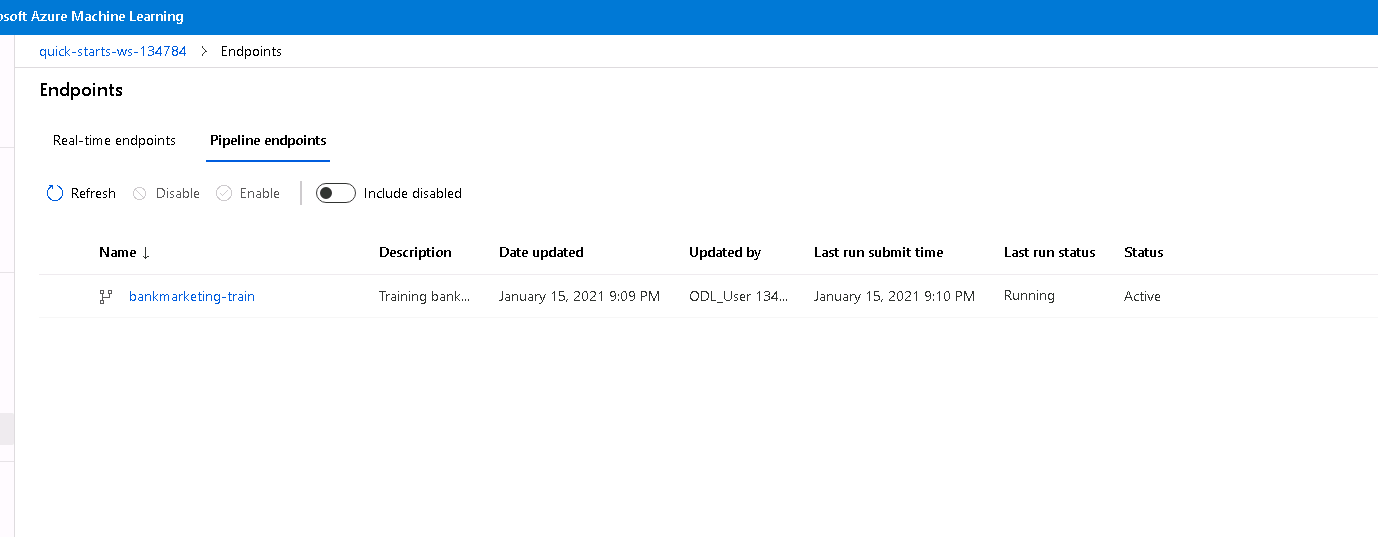 osoft Azure Machine Learning
quick-starts-ws-134784 > Endpoints
Endpoints
Real-time endpoints Pipeline endpoints
Refresh Disable Enable Include disabled
Name ↓ Description Date updated Updated by Last run submit time Last run status Status
bankmarketing-train Training bank... January 15, 2021 9:09 PM ODL_User 134... January 15, 2021 9:10 PM Running Active